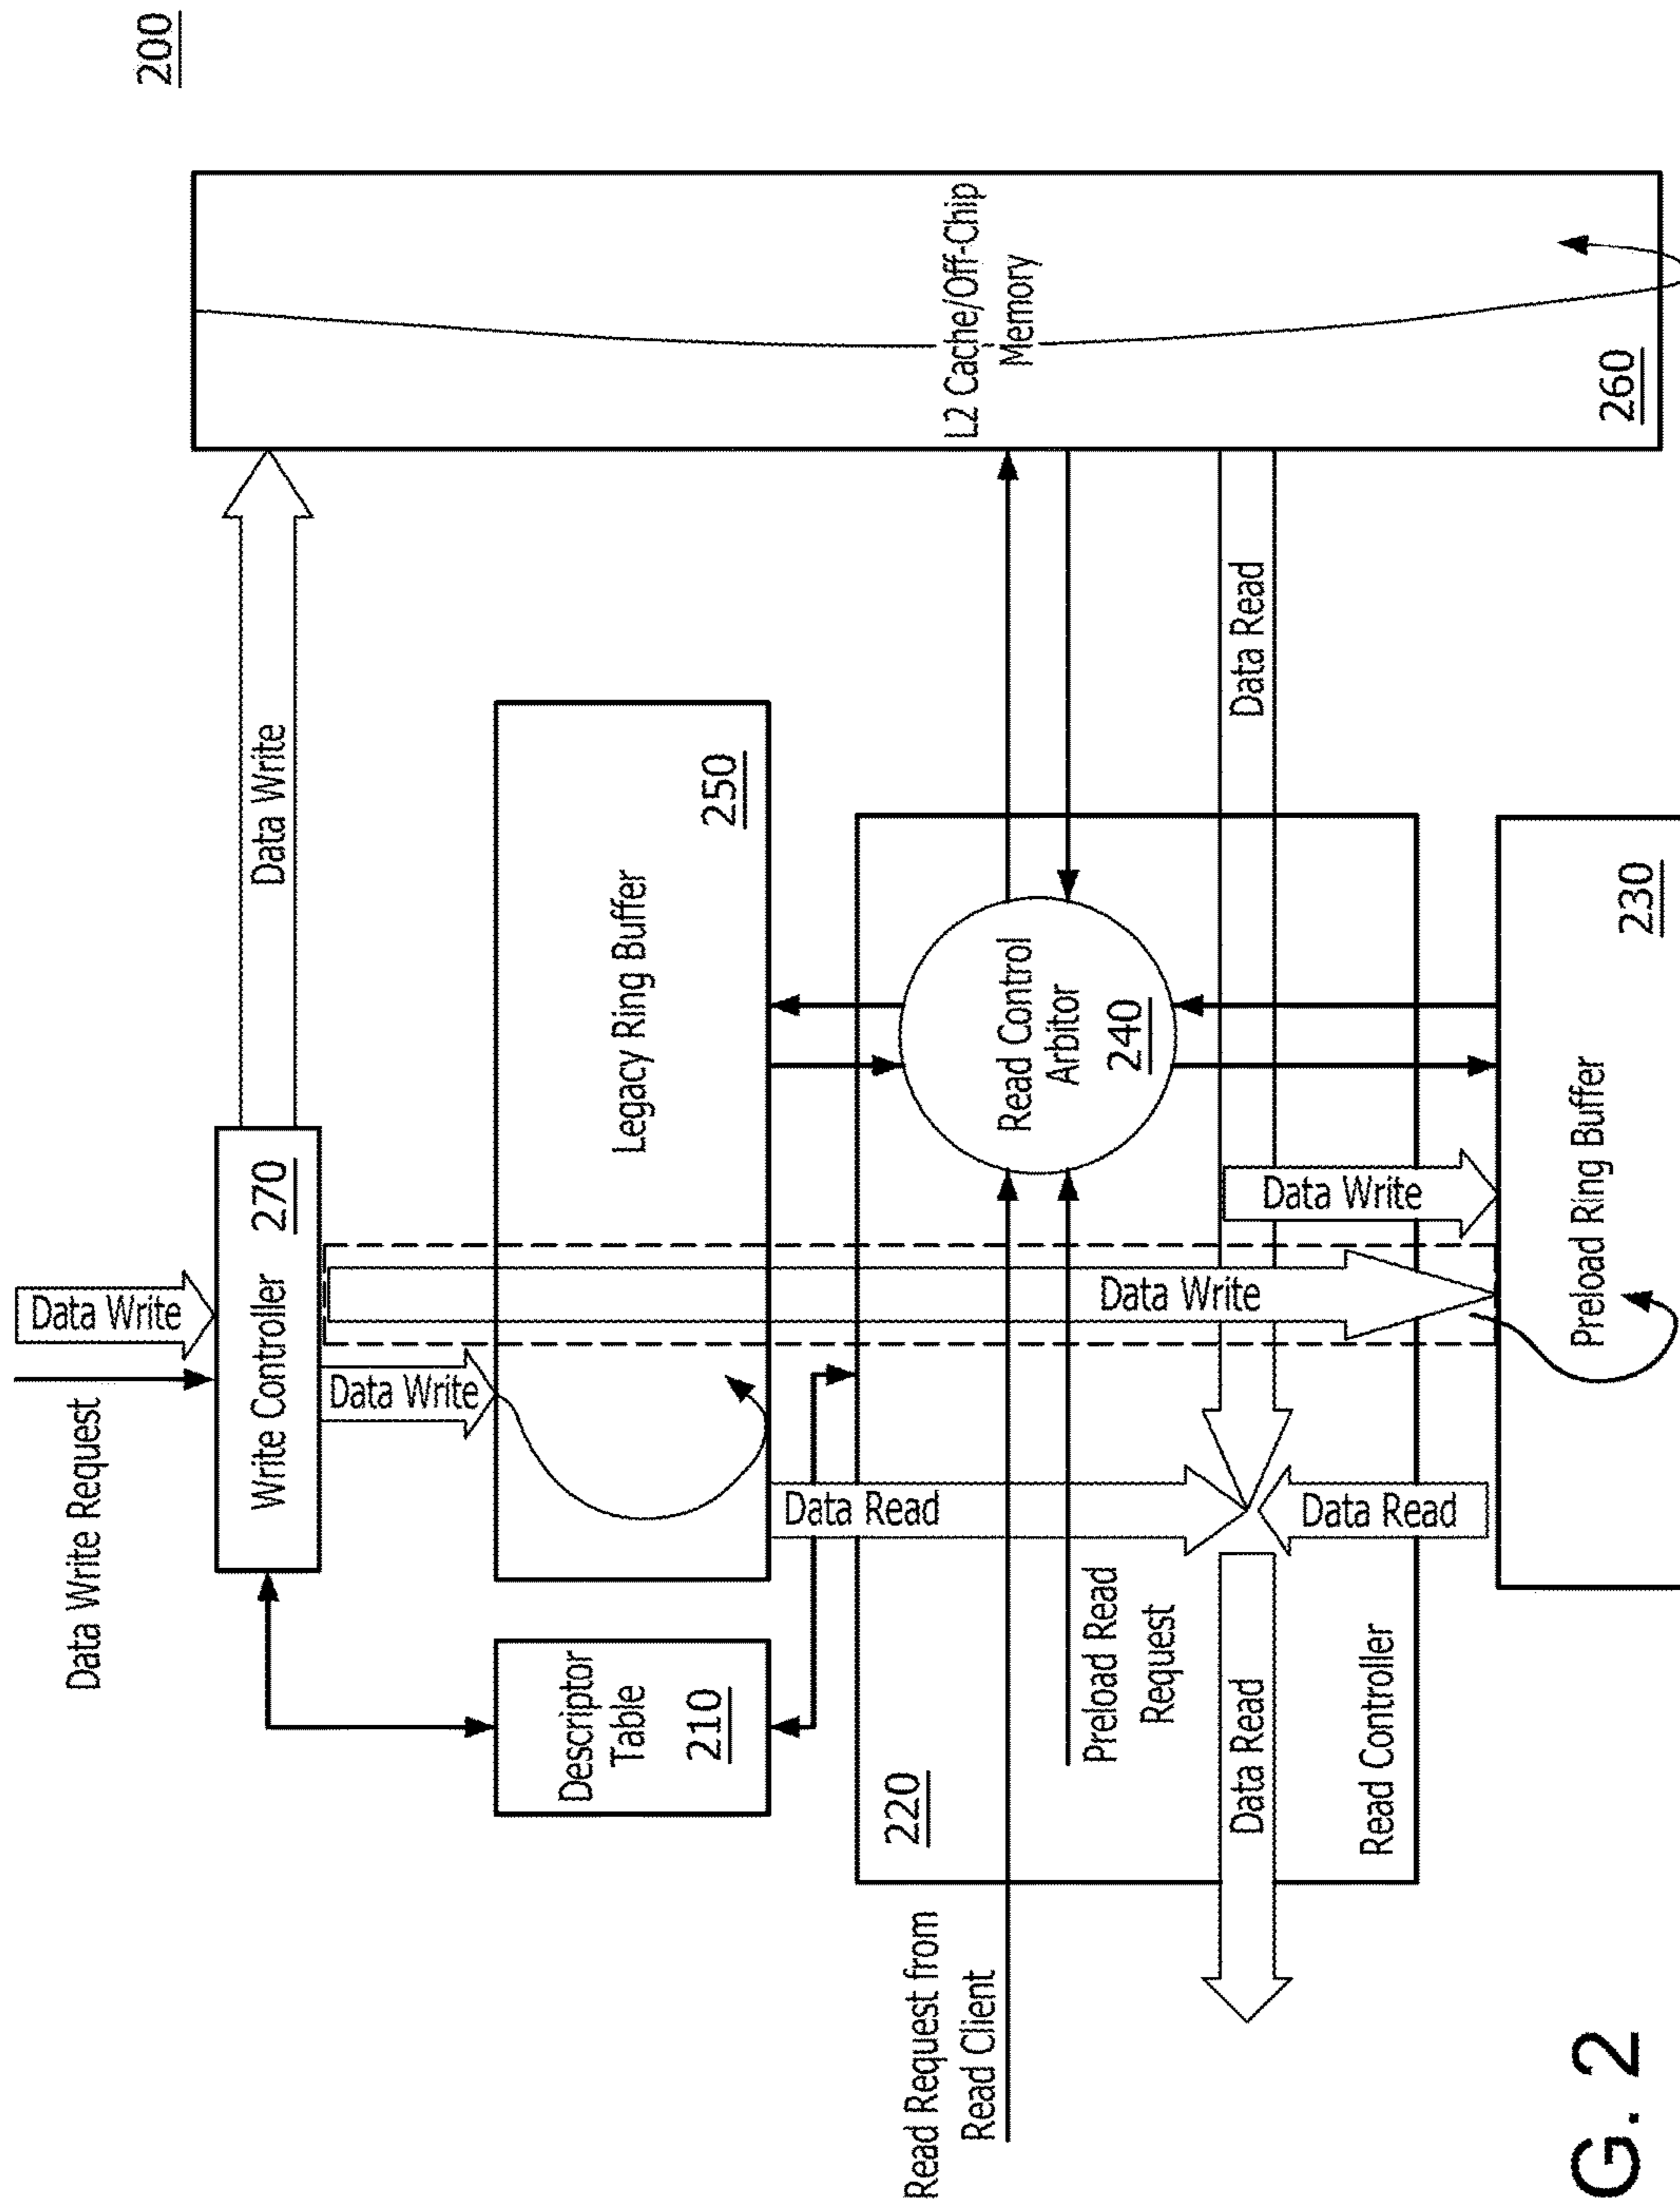 200
Data Write Request
Data Write
Write Controller
270
Data Write
Data Write
Data Write
Descriptor
Table
210
Legacy Ring Buffer
250
L2 Cache/Off-Chip
Memory
260
Read Request from
Read Client
220
Preload Read
Request
Read Control
Arbitor
240
Data Read
Data Read
Data Read
Data Read
Data Write
Read Controller
Preload Ring Buffer
230
G. 2